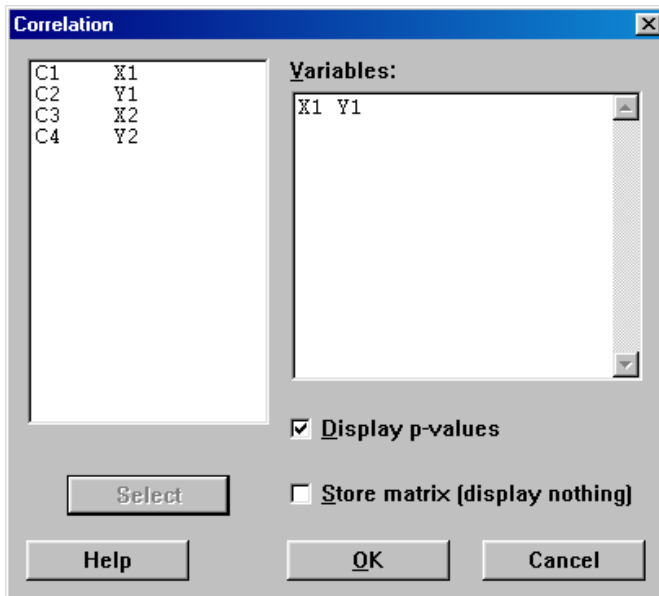 Correlation
C1 X1
C2 Y1
C3 X2
C4 Y2
Variables:
X1 Y1
Display p-values
Select
Store matrix (display nothing)
Help
OK
Cancel